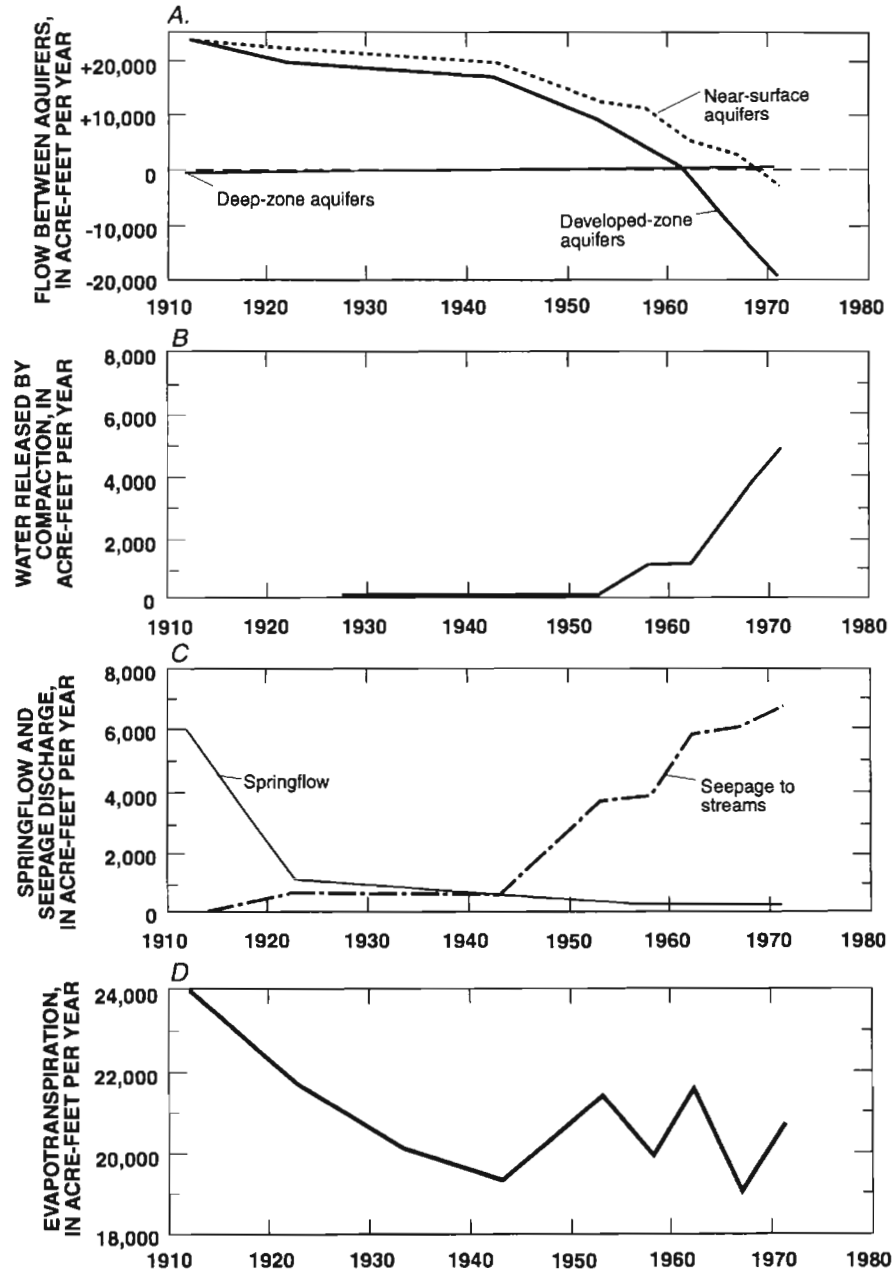 A.
FLOW BETWEEN AQUIFERS,
IN ACRE-FEET PER YEAR
+20,000
+10,000
0
-10,000
-20,000
Near-surface
aquifers
Deep-zone aquifers
Developed-zone
aquifers
1910 1920 1930 1940 1950 1960 1970 1980
B
WATER RELEASED BY
COMPACTION, IN
ACRE-FEET PER YEAR
8,000
6,000
4,000
2,000
0
1910 1920 1930 1940 1950 1960 1970 1980
C
SPRINGFLOW AND
SEEPAGE DISCHARGE,
IN ACRE-FEET PER YEAR
8,000
6,000
4,000
2,000
0
Springflow
Seepage to
streams
1910 1920 1930 1940 1950 1960 1970 1980
D
EVAPOTRANSPIRATION,
IN ACRE-FEET PER YEAR
24,000
22,000
20,000
18,000
1910 1920 1930 1940 1950 1960 1970 1980